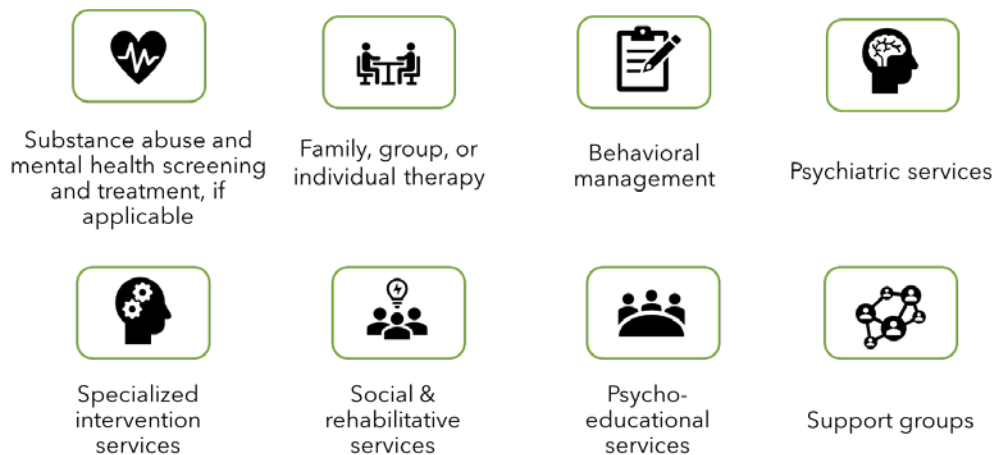 Substance abuse and
mental health screening
and treatment, if
applicable
Family, group, or
individual therapy
Behavioral
management
Psychiatric services
Specialized
intervention
services
Social &
rehabilitative
services
Psycho-
educational
services
Support groups